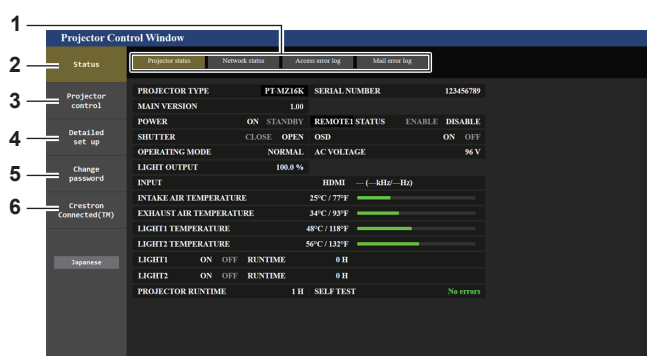 1
Projector Control Window
2 Status
Projector status Network status Access error log Mail error log
3 Projector
control
4 Detailed
set up
5 Change
password
6 Crestron
Connected(TM)
Japanese
PROJECTOR TYPE PT-MZ16K SERIAL NUMBER 123456789
MAIN VERSION 1.00
POWER ON STANDBY REMOTE1 STATUS ENABLE DISABLE
SHUTTER CLOSE OPEN OSD ON OFF
OPERATING MODE NORMAL AC VOLTAGE 96 V
LIGHT OUTPUT 100.0 %
INPUT HDMI --- (---kHz/---Hz)
INTAKE AIR TEMPERATURE 25°C / 77°F
EXHAUST AIR TEMPERATURE 34°C / 93°F
LIGHT1 TEMPERATURE 48°C / 118°F
LIGHT2 TEMPERATURE 56°C / 132°F
LIGHT1 ON OFF RUNTIME 0 H
LIGHT2 ON OFF RUNTIME 0 H
PROJECTOR RUNTIME 1 H SELF TEST No errors